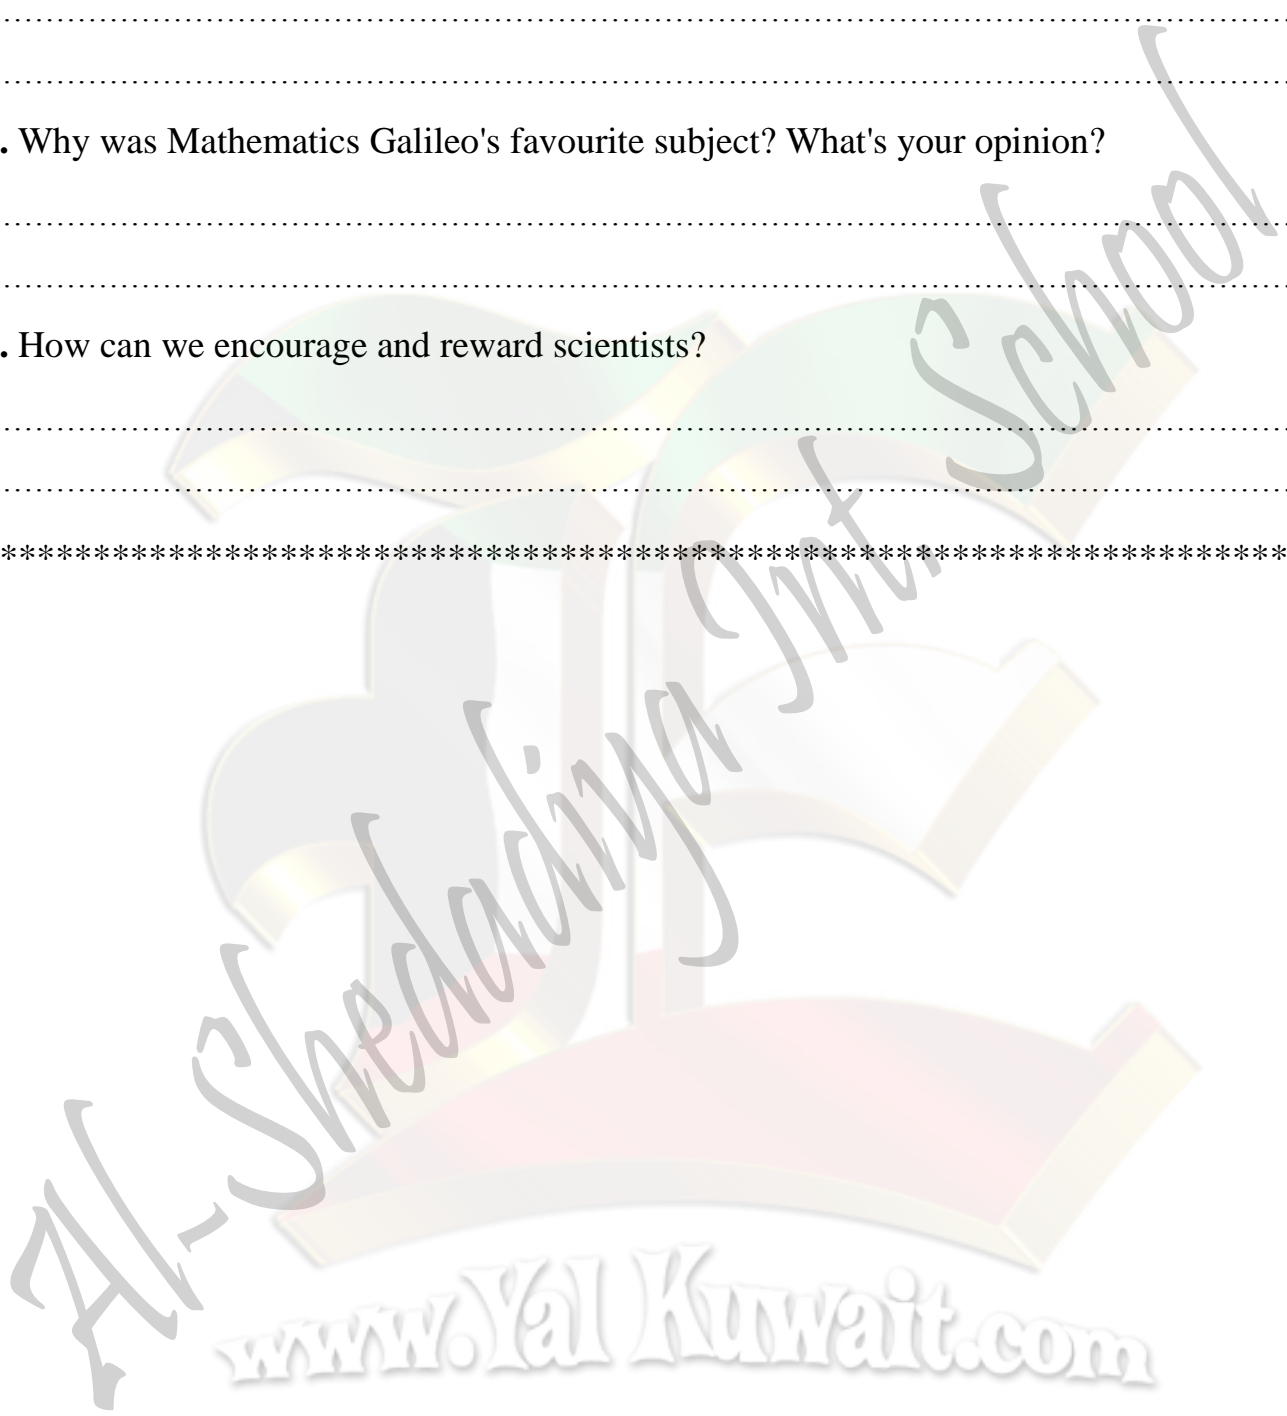 ........................................................................................................................
........................................................................................................................
. Why was Mathematics Galileo's favourite subject? What's your opinion?
........................................................................................................................
........................................................................................................................
. How can we encourage and reward scientists?
........................................................................................................................
........................................................................................................................
*********************************************************************
Al-Shedadiya Int. School
www.Yal Kuwait.com